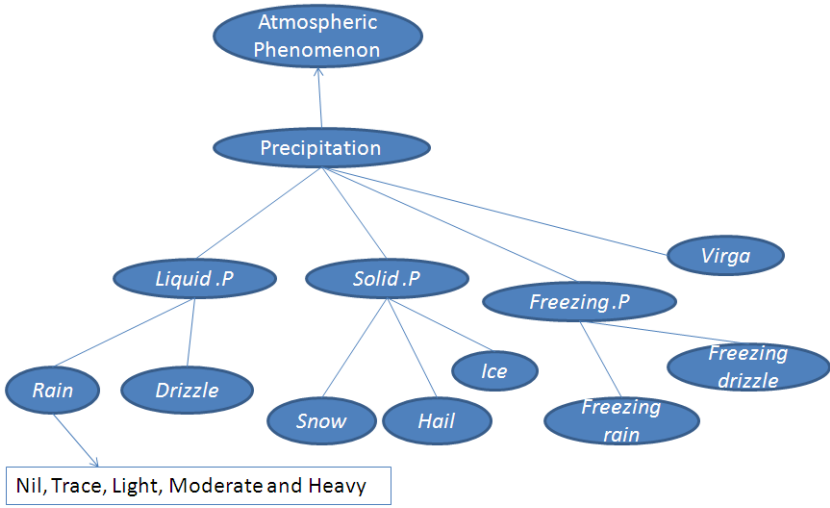 Atmospheric
Phenomenon
Precipitation
Virga
Liquid .P
Solid .P
Freezing .P
Rain
Drizzle
Snow
Hail
Ice
Freezing
rain
Freezing
drizzle
Nil, Trace, Light, Moderate and Heavy